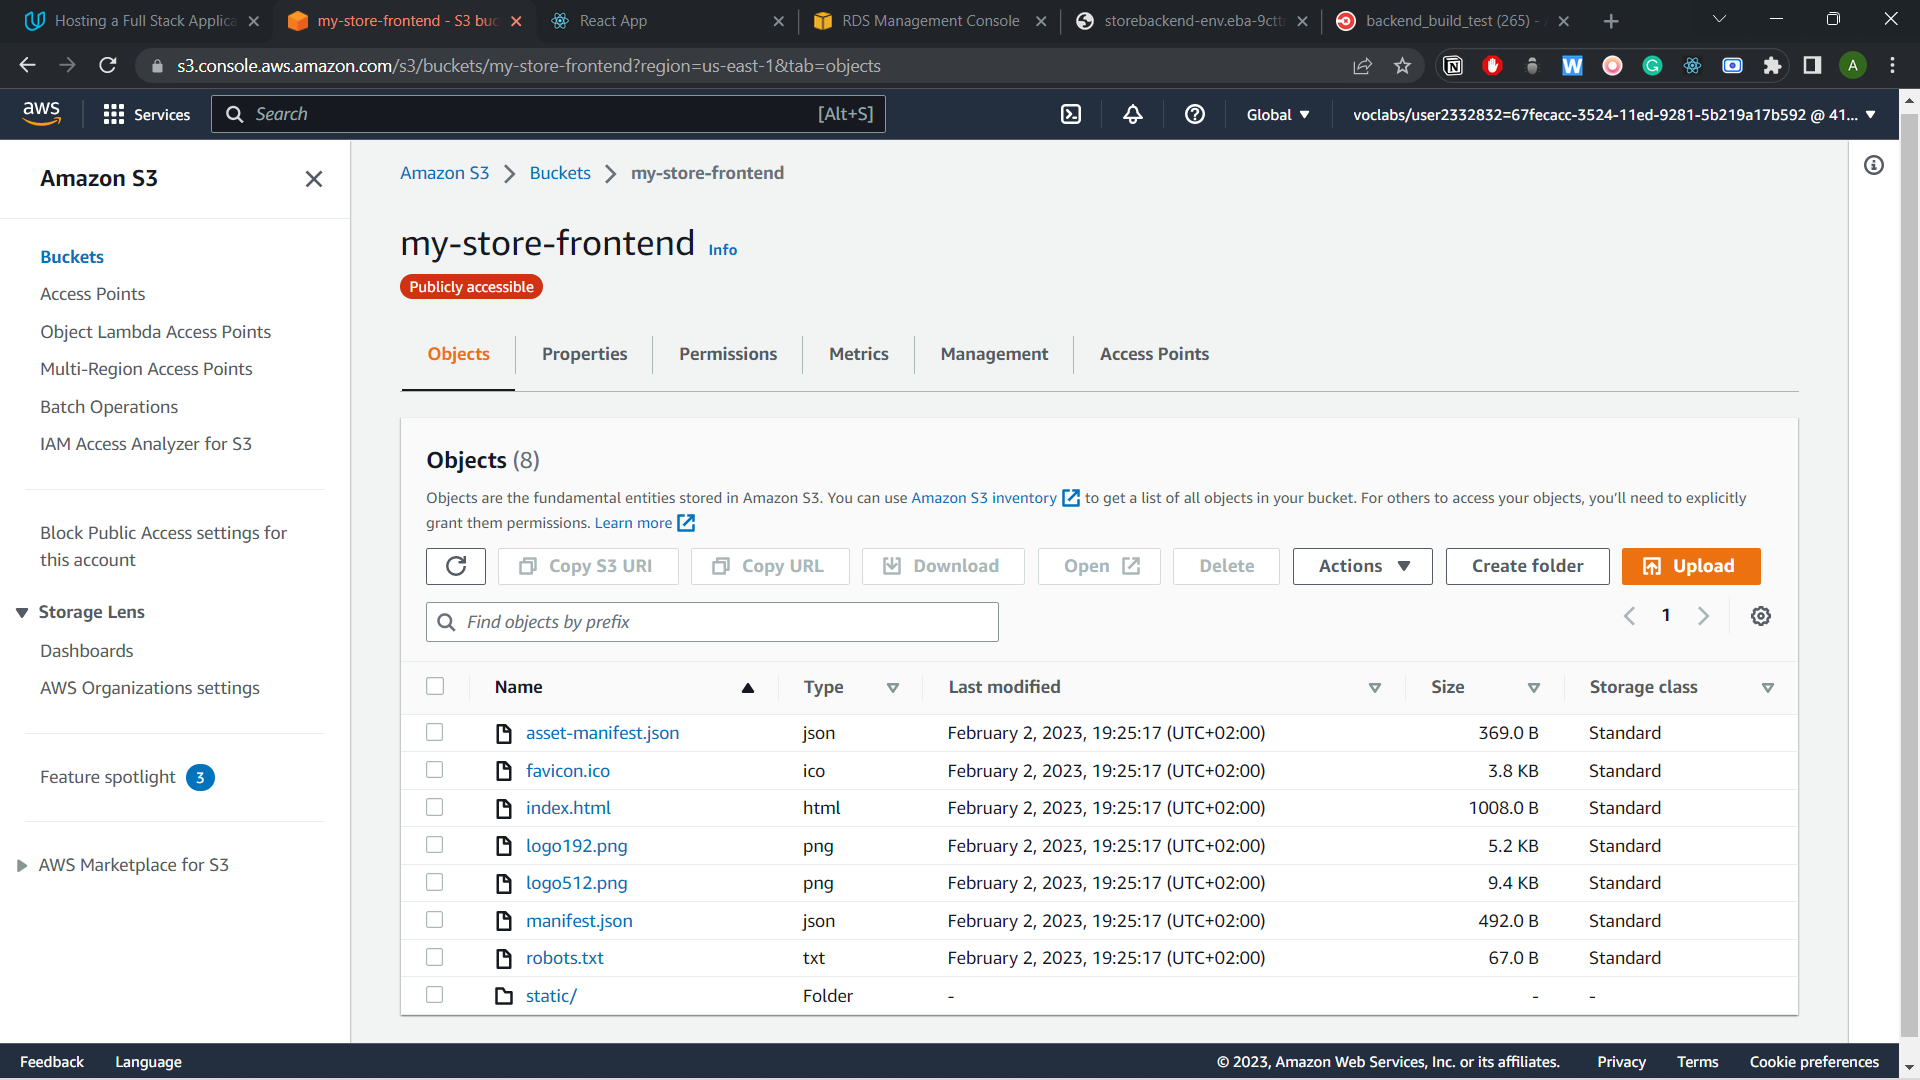 Hosting a Full Stack Applica
my-store-frontend - S3 buc
React App
RDS Management Console
storebackend-env.eba-9ctt
backend_build_test (265) -
s3.console.aws.amazon.com/s3/buckets/my-store-frontend?region=us-east-1&tab=objects
aws Services Search [Alt+S] Global voclabs/user2332832=67fecacc-3524-11ed-9281-5b219a17b592 @ 41...
Amazon S3
Buckets
Access Points
Object Lambda Access Points
Multi-Region Access Points
Batch Operations
IAM Access Analyzer for S3
Block Public Access settings for
this account
Storage Lens
Dashboards
AWS Organizations settings
Feature spotlight 3
AWS Marketplace for S3
Amazon S3 > Buckets > my-store-frontend
my-store-frontend Info
Publicly accessible
Objects Properties Permissions Metrics Management Access Points
Objects (8)
Objects are the fundamental entities stored in Amazon S3. You can use Amazon S3 inventory to get a list of all objects in your bucket. For others to access your objects, you'll need to explicitly
grant them permissions. Learn more
Copy S3 URI Copy URL Download Open Delete Actions Create folder Upload
Find objects by prefix 1
Name Type Last modified Size Storage class
asset-manifest.json json February 2, 2023, 19:25:17 (UTC+02:00) 369.0 B Standard
favicon.ico ico February 2, 2023, 19:25:17 (UTC+02:00) 3.8 KB Standard
index.html html February 2, 2023, 19:25:17 (UTC+02:00) 1008.0 B Standard
logo192.png png February 2, 2023, 19:25:17 (UTC+02:00) 5.2 KB Standard
logo512.png png February 2, 2023, 19:25:17 (UTC+02:00) 9.4 KB Standard
manifest.json json February 2, 2023, 19:25:17 (UTC+02:00) 492.0 B Standard
robots.txt txt February 2, 2023, 19:25:17 (UTC+02:00) 67.0 B Standard
static/ Folder - - -
Feedback Language © 2023, Amazon Web Services, Inc. or its affiliates. Privacy Terms Cookie preferences